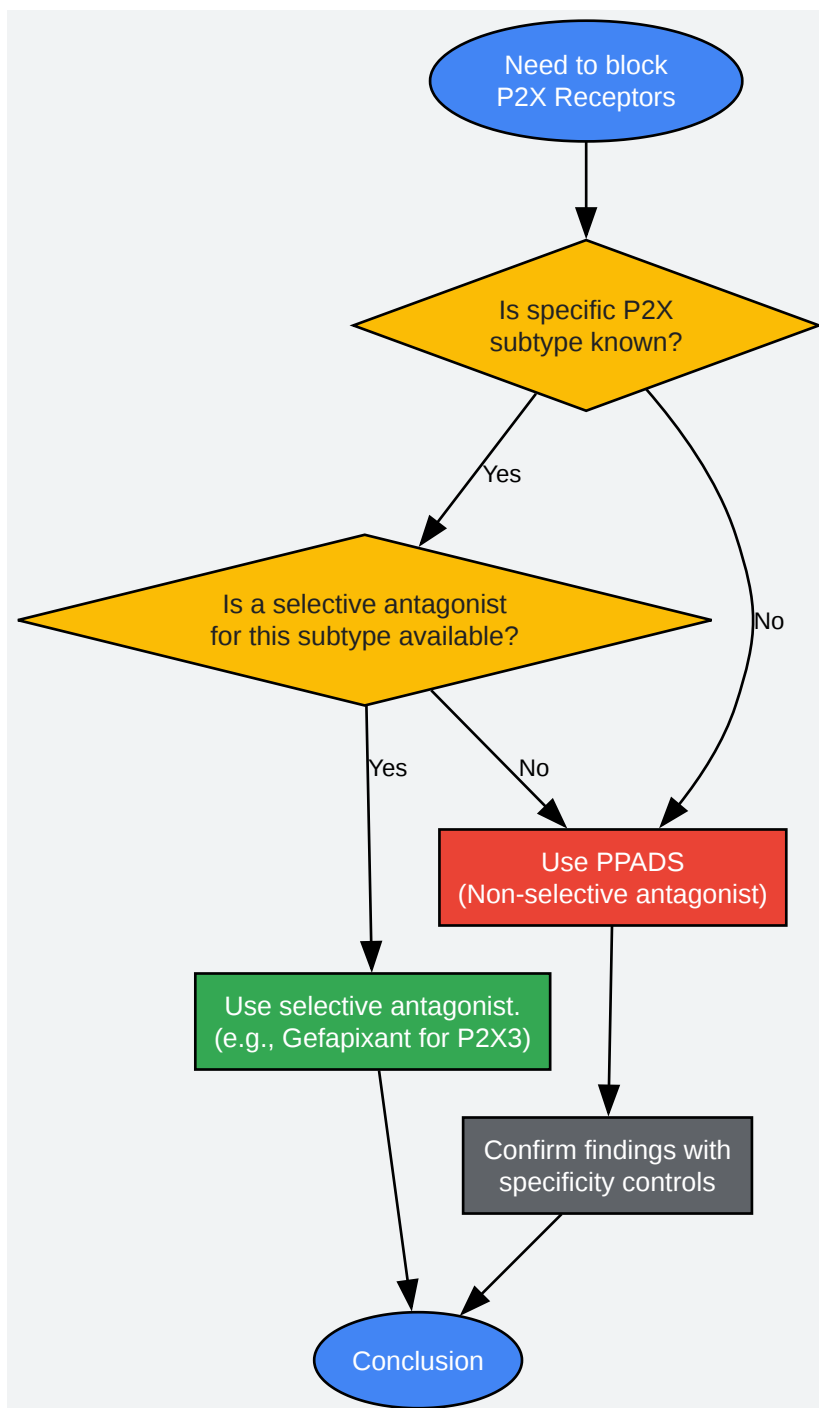 Need to block
P2X Receptors
Is specific P2X
subtype known?
Yes
Is a selective antagonist
for this subtype available?
No
Yes
No
Use PPADS
(Non-selective antagonist)
Use selective antagonist.
(e.g., Gefapixant for P2X3)
Confirm findings with
specificity controls
Conclusion